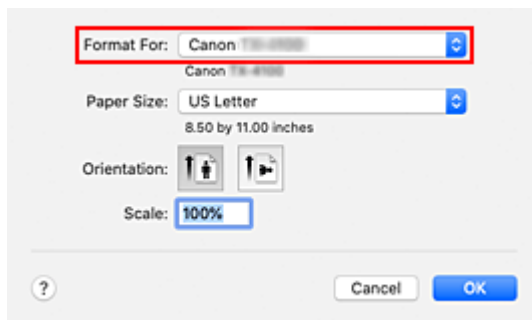 Format For: Canon
Canon
Paper Size: US Letter
8.50 by 11.00 inches
Orientation:
Scale: 100%
? Cancel OK